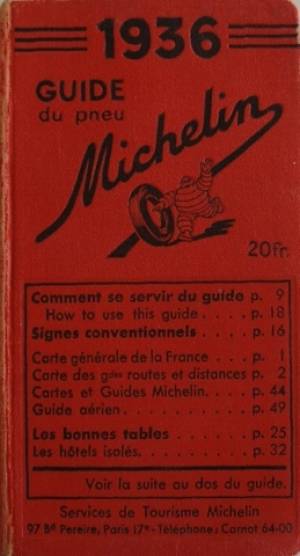 1936
GUIDE
du pneu
Michelin
20fr.
Comment se servir du guide p. 9
How to use this guide . . . . p. 18
Signes conventionnels . . . . p. 16
Carte générale de la France . . . p. 1
Carte des gdes routes et distances p. 2
Cartes et Guides Michelin. . . . p. 44
Guide aérien. . . . . . . . . . p. 49
Les bonnes tables . . . . . . p. 25
Les hôtels isolés. . . . . . . . p. 32
Voir la suite au dos du guide.
Services de Tourisme Michelin
97 Bd Pereire, Paris 17e - Téléphone: Carnot 64-00